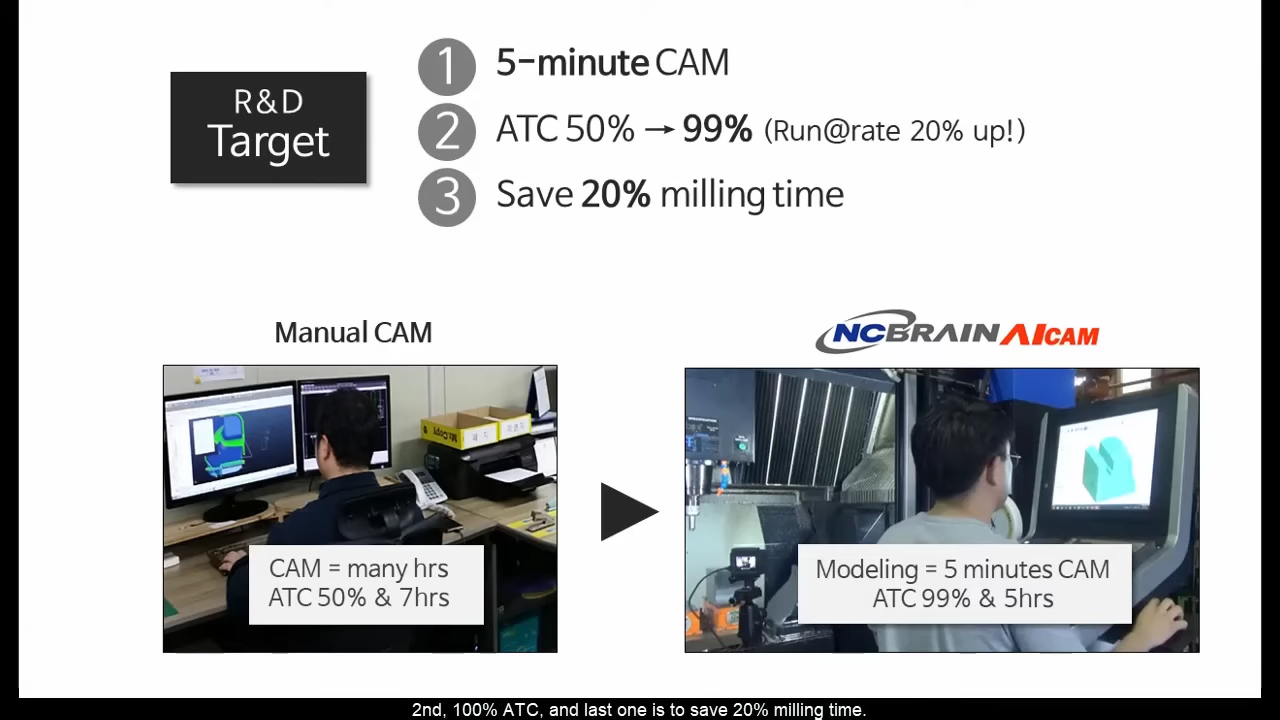 R&D
Target
1 5-minute CAM
2 ATC 50% → 99% (Run@rate 20% up!)
3 Save 20% milling time
Manual CAM
NCBRAIN AICAM
CAM = many hrs
ATC 50% & 7hrs
Modeling = 5 minutes CAM
ATC 99% & 5hrs
2nd, 100% ATC, and last one is to save 20% milling time.